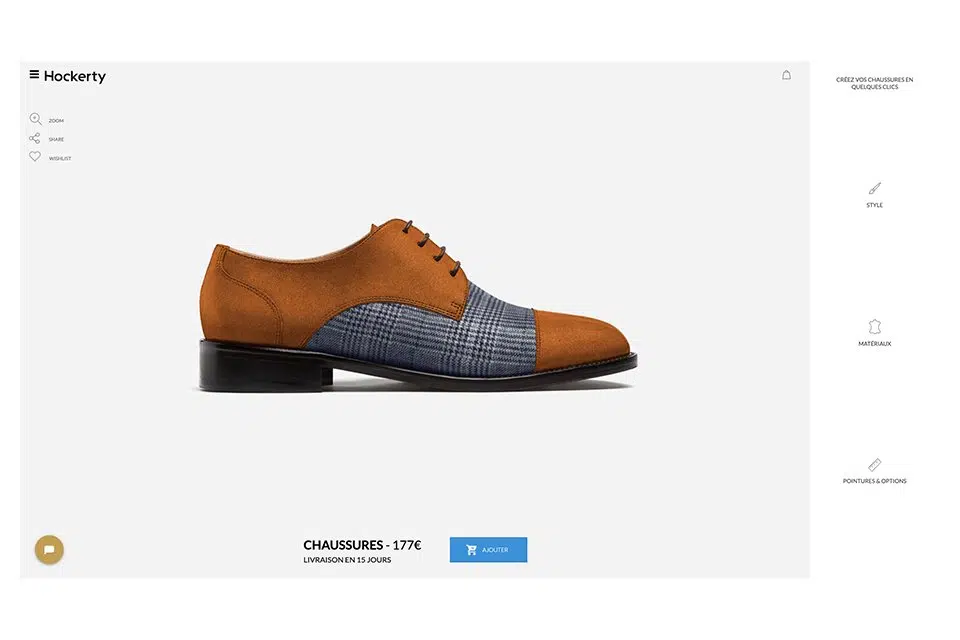 Hockerty
ZOOM
SHARE
WISHLIST
CRÉEZ VOS CHAUSSURES EN
QUELQUES CLICS
STYLE
MATÉRIAUX
POINTURES & OPTIONS
CHAUSSURES - 177€
LIVRAISON EN 15 JOURS
AJOUTER